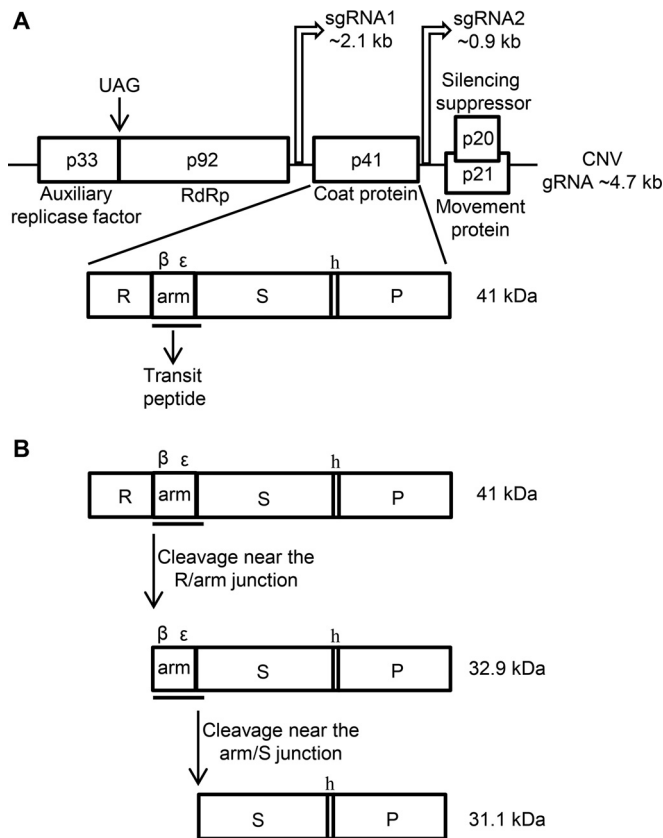 A
sgRNA1
~2.1 kb
sgRNA2
~0.9 kb
UAG
Silencing
suppressor
p33
p92
p41
p20
p21
CNV
gRNA ~4.7 kb
Auxiliary
replicase factor
RdRp
Coat protein
Movement
protein
β ε
h
R
arm
S
P
41 kDa
Transit
peptide
B
β ε
h
R
arm
S
P
41 kDa
Cleavage near the
R/arm junction
β ε
h
arm
S
P
32.9 kDa
Cleavage near the
arm/S junction
h
S
P
31.1 kDa